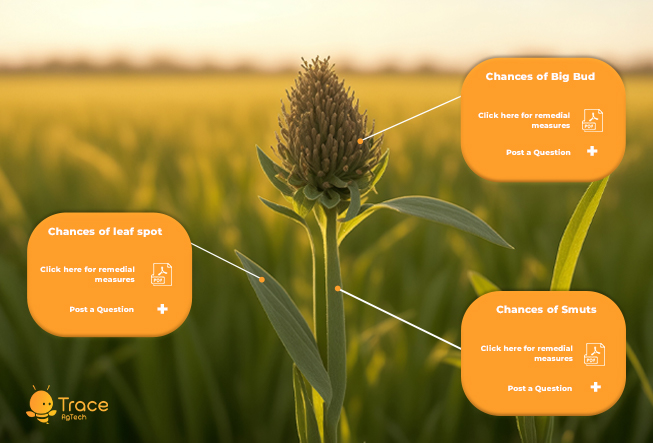 Chances of Big Bud
Click here for remedial
measures
PDF
Post a Question
Chances of leaf spot
Click here for remedial
measures
PDF
Post a Question
Chances of Smuts
Click here for remedial
measures
PDF
Post a Question
Trace
AgTech